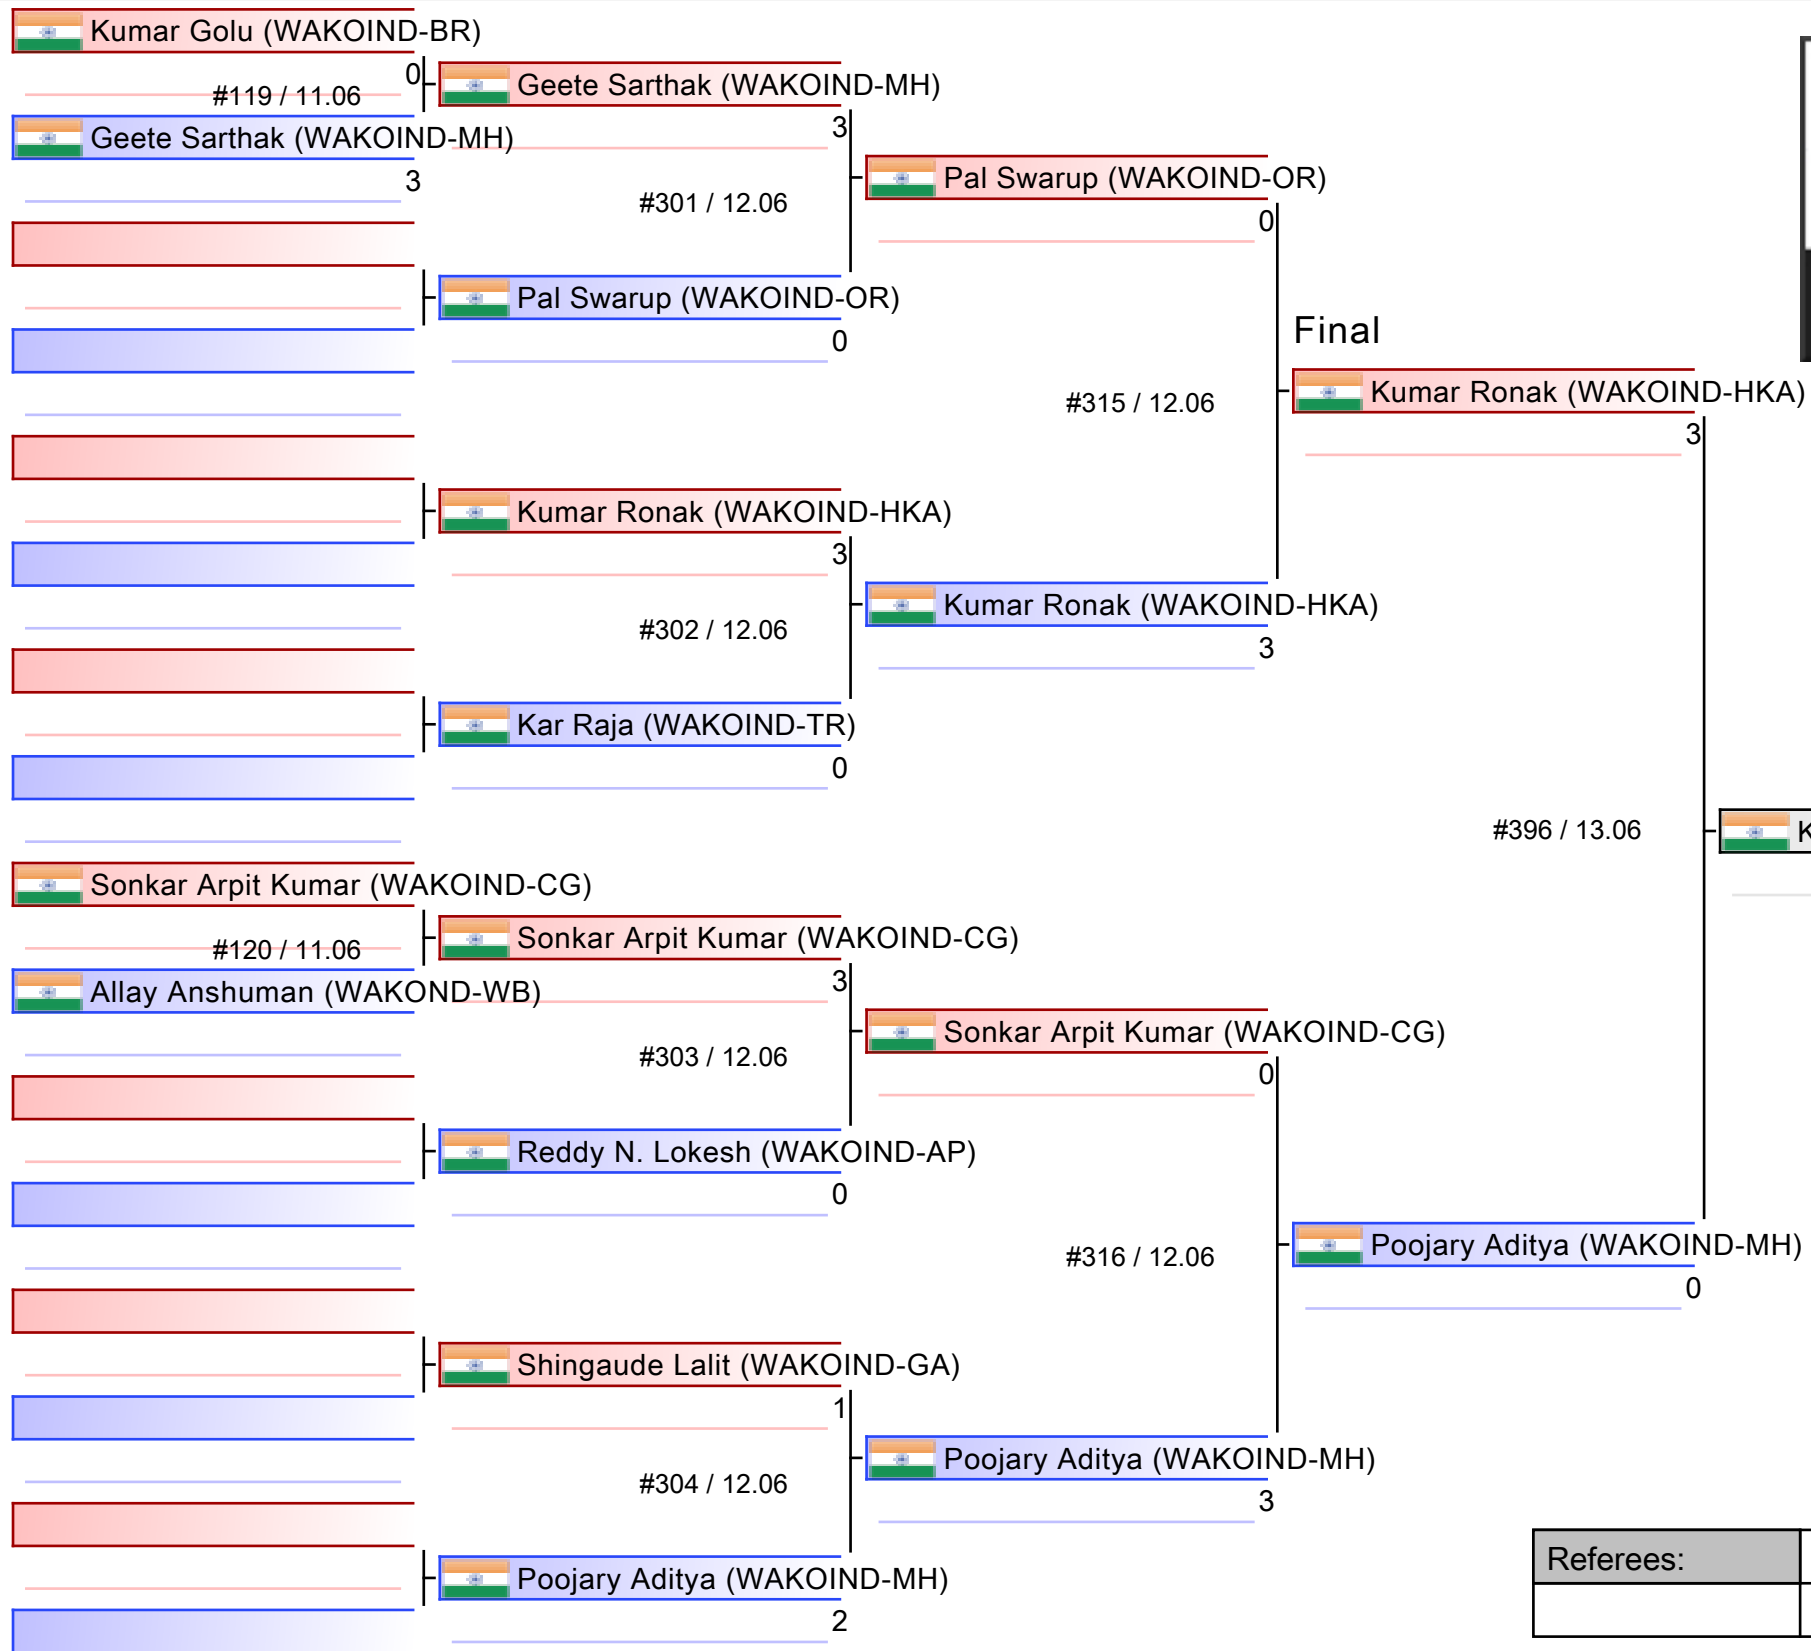 Kumar Golu (WAKOIND-BR)
0
#119 / 11.06
Geete Sarthak (WAKOIND-MH)
3
Geete Sarthak (WAKOIND-MH)
3
#301 / 12.06
Pal Swarup (WAKOIND-OR)
0
Pal Swarup (WAKOIND-OR)
0
#315 / 12.06
Kumar Ronak (WAKOIND-HKA)
3
#302 / 12.06
Kar Raja (WAKOIND-TR)
0
Kumar Ronak (WAKOIND-HKA)
3
Final
Kumar Ronak (WAKOIND-HKA)
3
#396 / 13.06
K
Sonkar Arpit Kumar (WAKOIND-CG)
#120 / 11.06
Allay Anshuman (WAKOND-WB)
Sonkar Arpit Kumar (WAKOIND-CG)
3
#303 / 12.06
Reddy N. Lokesh (WAKOIND-AP)
0
Sonkar Arpit Kumar (WAKOIND-CG)
0
#316 / 12.06
Shingaude Lalit (WAKOIND-GA)
1
#304 / 12.06
Poojary Aditya (WAKOIND-MH)
2
Poojary Aditya (WAKOIND-MH)
3
Poojary Aditya (WAKOIND-MH)
0
Referees: